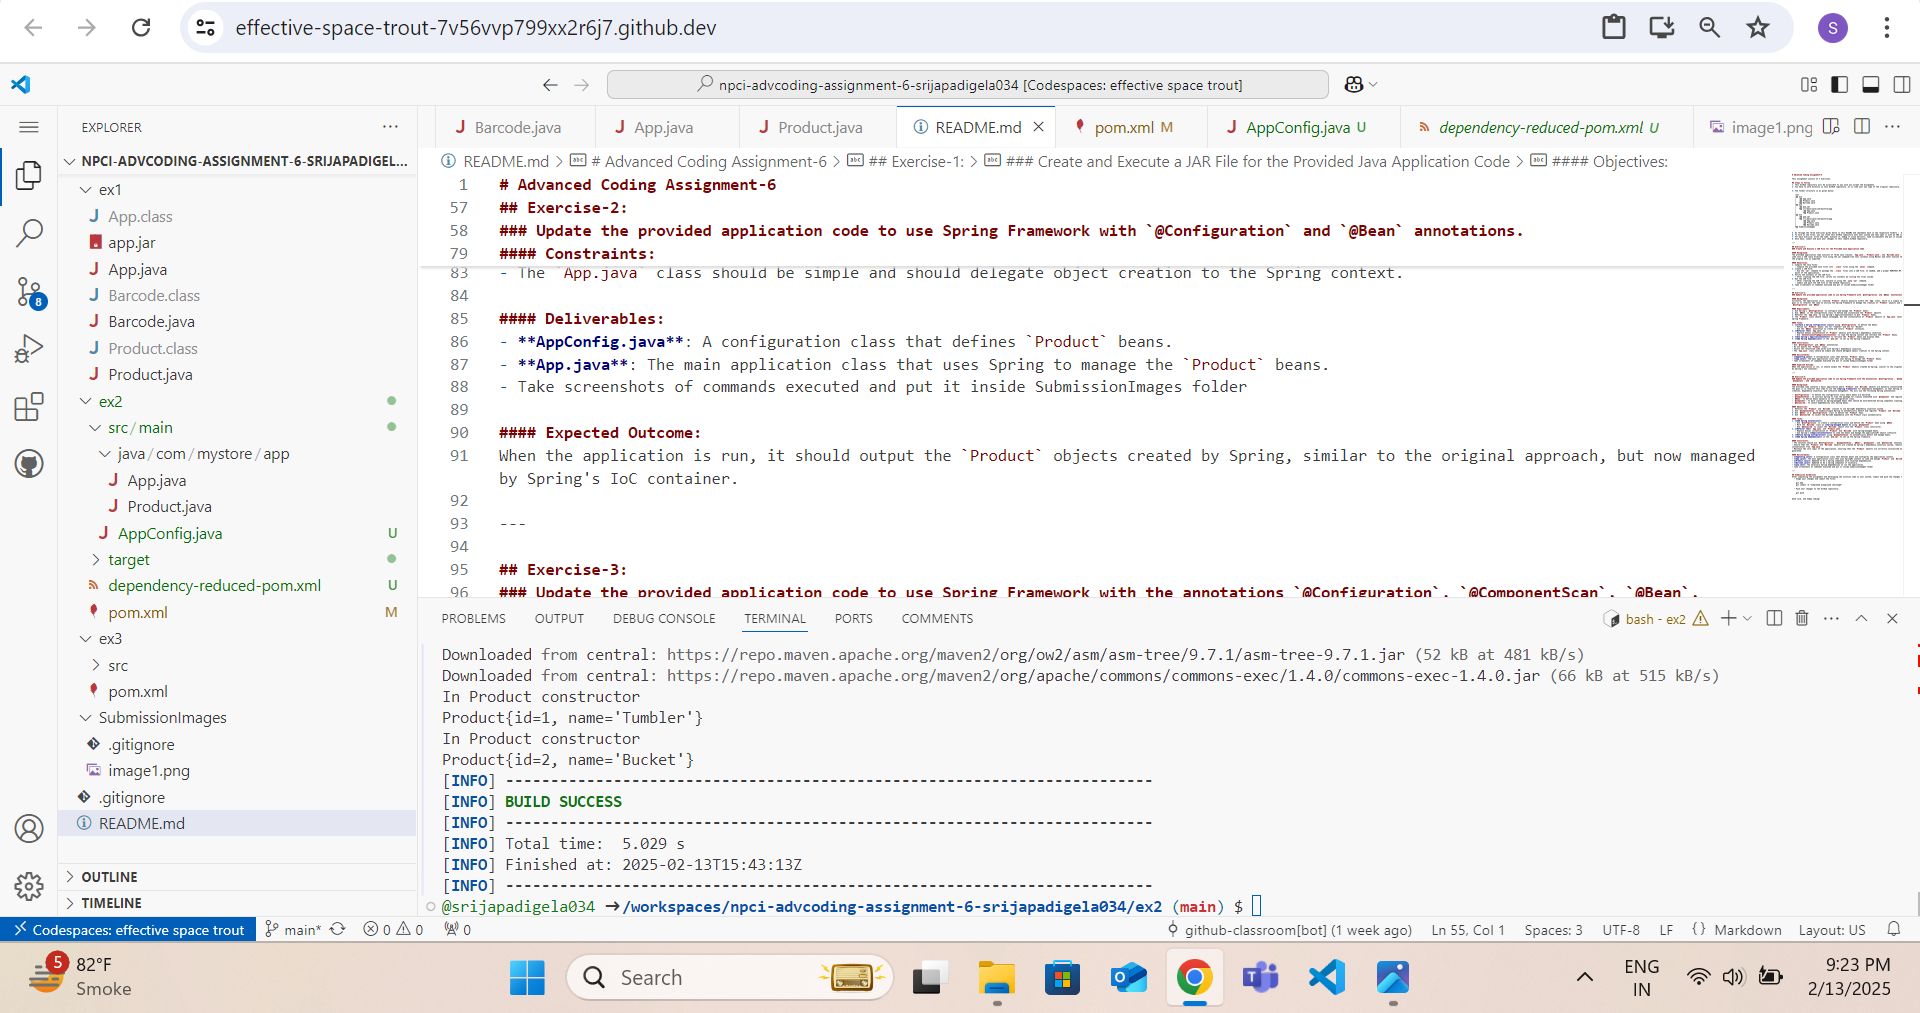 effective-space-trout-7v56vvp799xx2r6j7.github.dev
S
npci-advcoding-assignment-6-srijapadigela034 [Codespaces: effective space trout]
EXPLORER
NPCI-ADVCODING-ASSIGNMENT-6-SRIJAPADIGEL...
ex1
J App.class
app.jar
J App.java
J Barcode.class
J Barcode.java
J Product.class
J Product.java
ex2
src/main
java/com/mystore/app
J App.java
J Product.java
J AppConfig.java U
target
dependency-reduced-pom.xml U
pom.xml M
ex3
src
pom.xml
SubmissionImages
.gitignore
image1.png
.gitignore
README.md
OUTLINE
TIMELINE
8
J Barcode.java
J App.java
J Product.java
README.md
pom.xml M
J AppConfig.java U
dependency-reduced-pom.xml U
image1.png
README.md > # Advanced Coding Assignment-6 > ## Exercise-1: > ### Create and Execute a JAR File for the Provided Java Application Code > #### Objectives:
1 # Advanced Coding Assignment-6
57 ## Exercise-2:
58 ### Update the provided application code to use Spring Framework with `@Configuration` and `@Bean` annotations.
79 #### Constraints:
83 - The `App.java` class should be simple and should delegate object creation to the Spring context.
84
85 #### Deliverables:
86 - **AppConfig.java**: A configuration class that defines `Product` beans.
87 - **App.java**: The main application class that uses Spring to manage the `Product` beans.
88 - Take screenshots of commands executed and put it inside SubmissionImages folder
89
90 #### Expected Outcome:
91 When the application is run, it should output the `Product` objects created by Spring, similar to the original approach, but now managed
by Spring's IoC container.
92
93 ---
94
95 ## Exercise-3:
96 ### Update the provided application code to use Spring Framework with the annotations `@Configuration`, `@ComponentScan`, `@Bean`,
PROBLEMS
OUTPUT
DEBUG CONSOLE
TERMINAL
PORTS
COMMENTS
bash - ex2
Downloaded from central: https://repo.maven.apache.org/maven2/org/ow2/asm/asm-tree/9.7.1/asm-tree-9.7.1.jar (52 kB at 481 kB/s)
Downloaded from central: https://repo.maven.apache.org/maven2/org/apache/commons/commons-exec/1.4.0/commons-exec-1.4.0.jar (66 kB at 515 kB/s)
In Product constructor
Product{id=1, name='Tumbler'}
In Product constructor
Product{id=2, name='Bucket'}
[INFO] ------------------------------------------------------------------------
[INFO] BUILD SUCCESS
[INFO] ------------------------------------------------------------------------
[INFO] Total time:  5.029 s
[INFO] Finished at: 2025-02-13T15:43:13Z
[INFO] ------------------------------------------------------------------------
@srijapadigela034 →/workspaces/npci-advcoding-assignment-6-srijapadigela034/ex2 (main) $
Codespaces: effective space trout
main*
0 0
0
github-classroom[bot] (1 week ago)
Ln 55, Col 1
Spaces: 3
UTF-8
LF
{} Markdown
Layout: US
5
82°F
Smoke
Search
ENG
IN
9:23 PM
2/13/2025